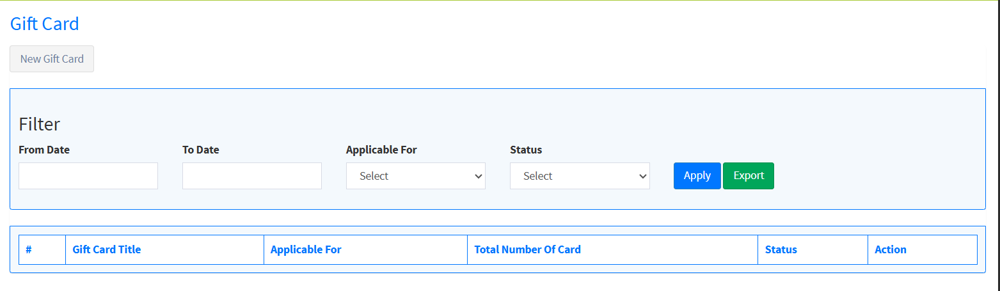 Gift Card
New Gift Card
Filter
From Date To Date Applicable For Status
Select Select Apply Export
# Gift Card Title Applicable For Total Number Of Card Status Action